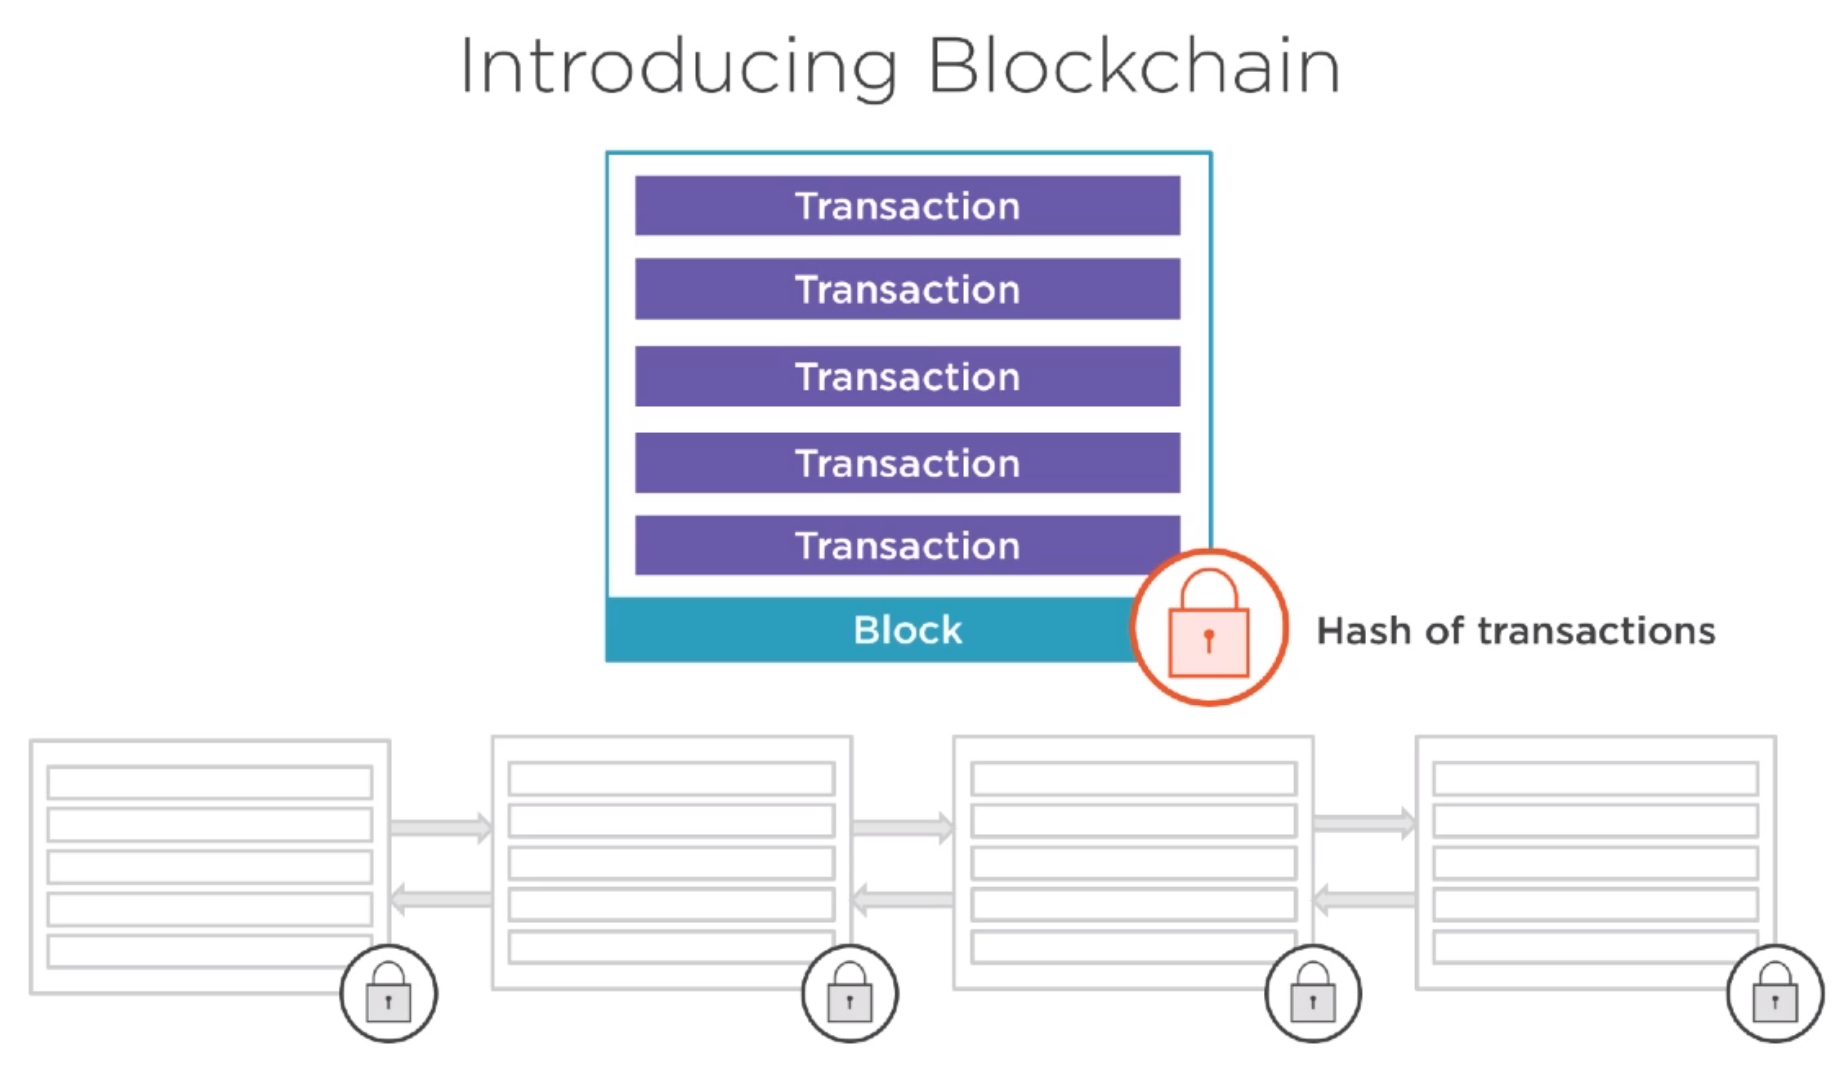 Introducing Blockchain
Transaction
Transaction
Transaction
Transaction
Transaction
Block
Hash of transactions